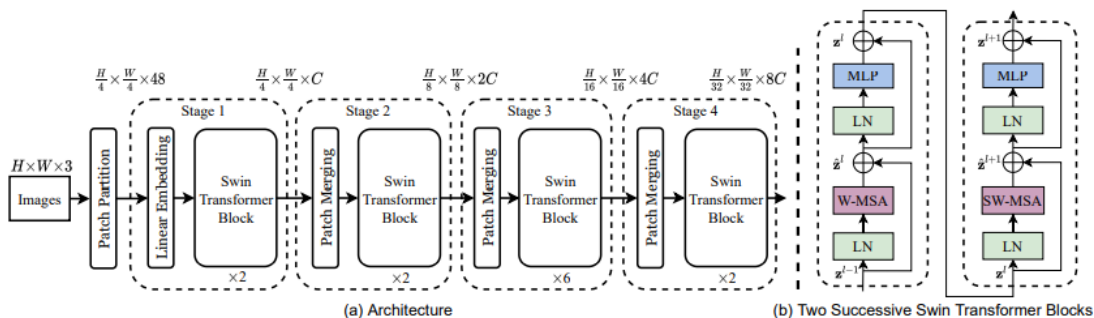 H×W×3
Images
H/4 × W/4 × 48
Patch Partition
H/4 × W/4 × C
Stage 1
Linear Embedding
Swin
Transformer
Block
×2
H/8 × W/8 × 2C
Stage 2
Patch Merging
Swin
Transformer
Block
×2
H/16 × W/16 × 4C
Stage 3
Patch Merging
Swin
Transformer
Block
×6
H/32 × W/32 × 8C
Stage 4
Patch Merging
Swin
Transformer
Block
×2
(a) Architecture
z^l
MLP
LN
ẑ^l
W-MSA
LN
z^{l-1}
z^{l+1}
MLP
LN
ẑ^{l+1}
SW-MSA
LN
z^l
(b) Two Successive Swin Transformer Blocks